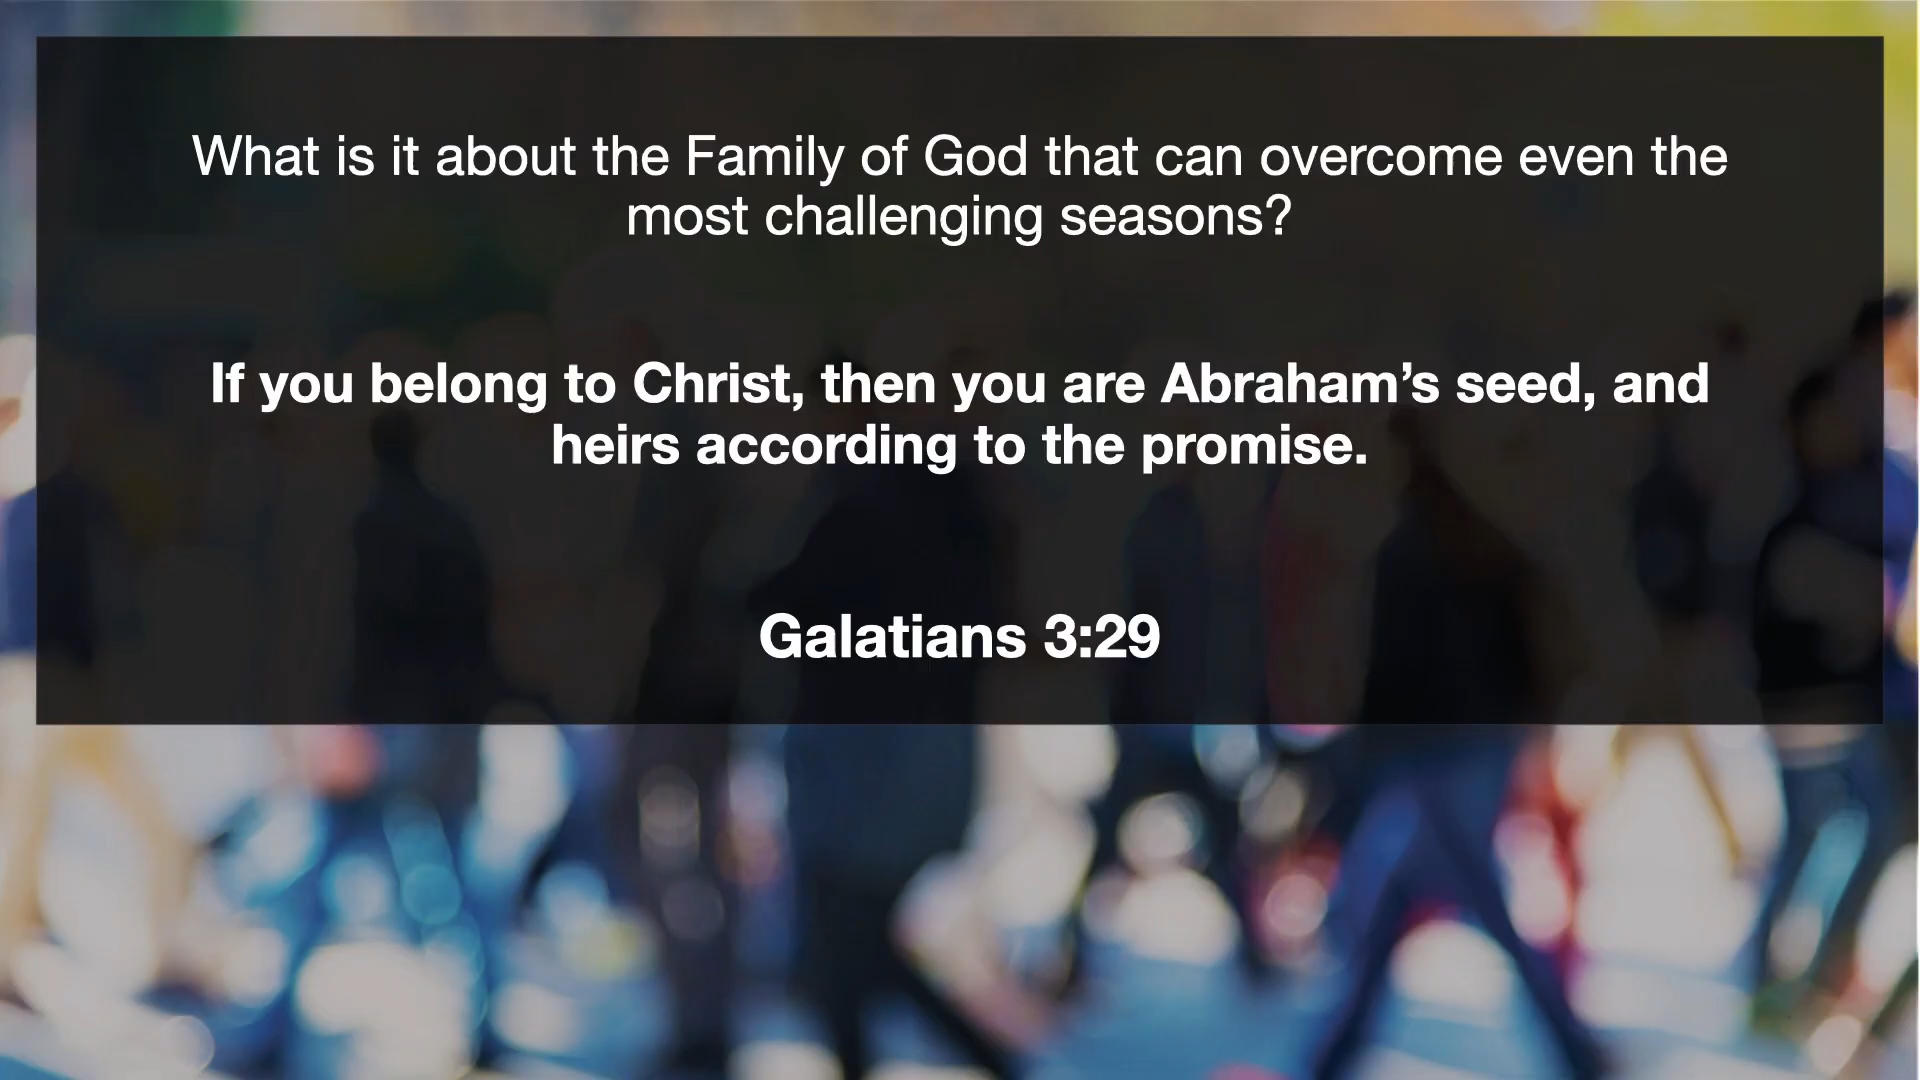 What is it about the Family of God that can overcome even the
most challenging seasons?
If you belong to Christ, then you are Abraham’s seed, and
heirs according to the promise.
Galatians 3:29